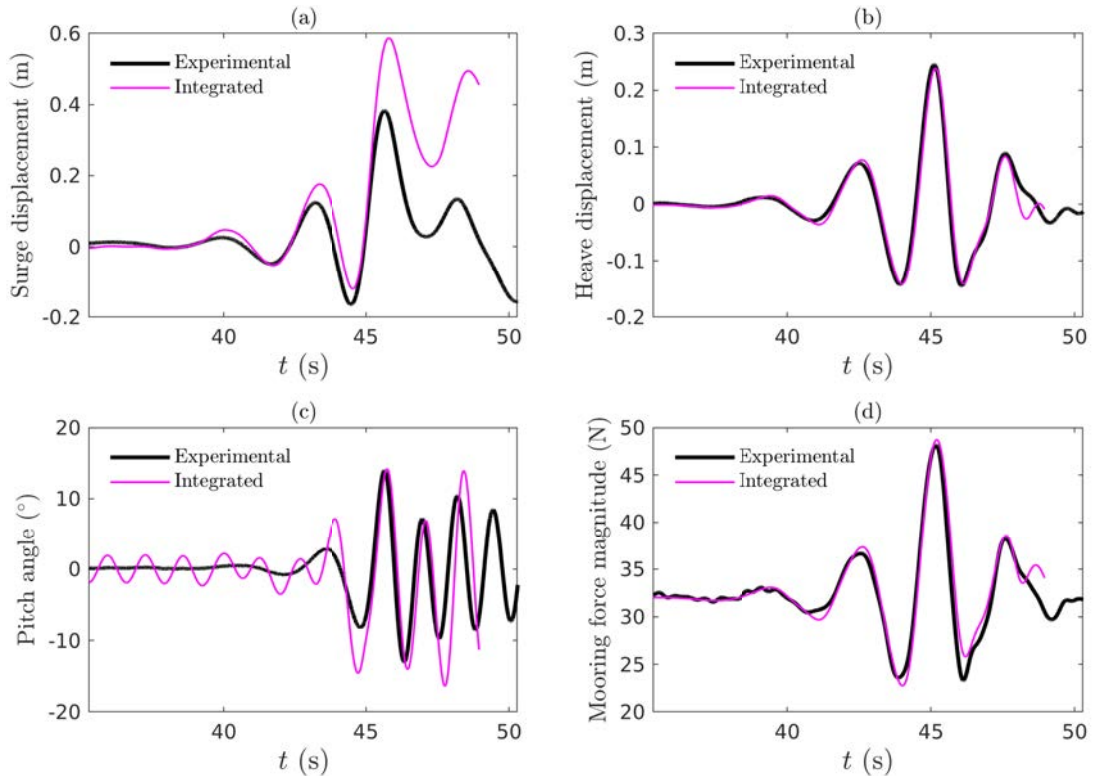 (a)
Surge displacement (m)
0.6
0.4
0.2
0
-0.2
Experimental
Integrated
40
45
50
t (s)
(b)
Heave displacement (m)
0.3
0.2
0.1
0
-0.1
-0.2
Experimental
Integrated
40
45
50
t (s)
(c)
Pitch angle (°)
20
10
0
-10
-20
Experimental
Integrated
40
45
50
t (s)
(d)
Mooring force magnitude (N)
50
45
40
35
32
30
25
20
Experimental
Integrated
40
45
50
t (s)